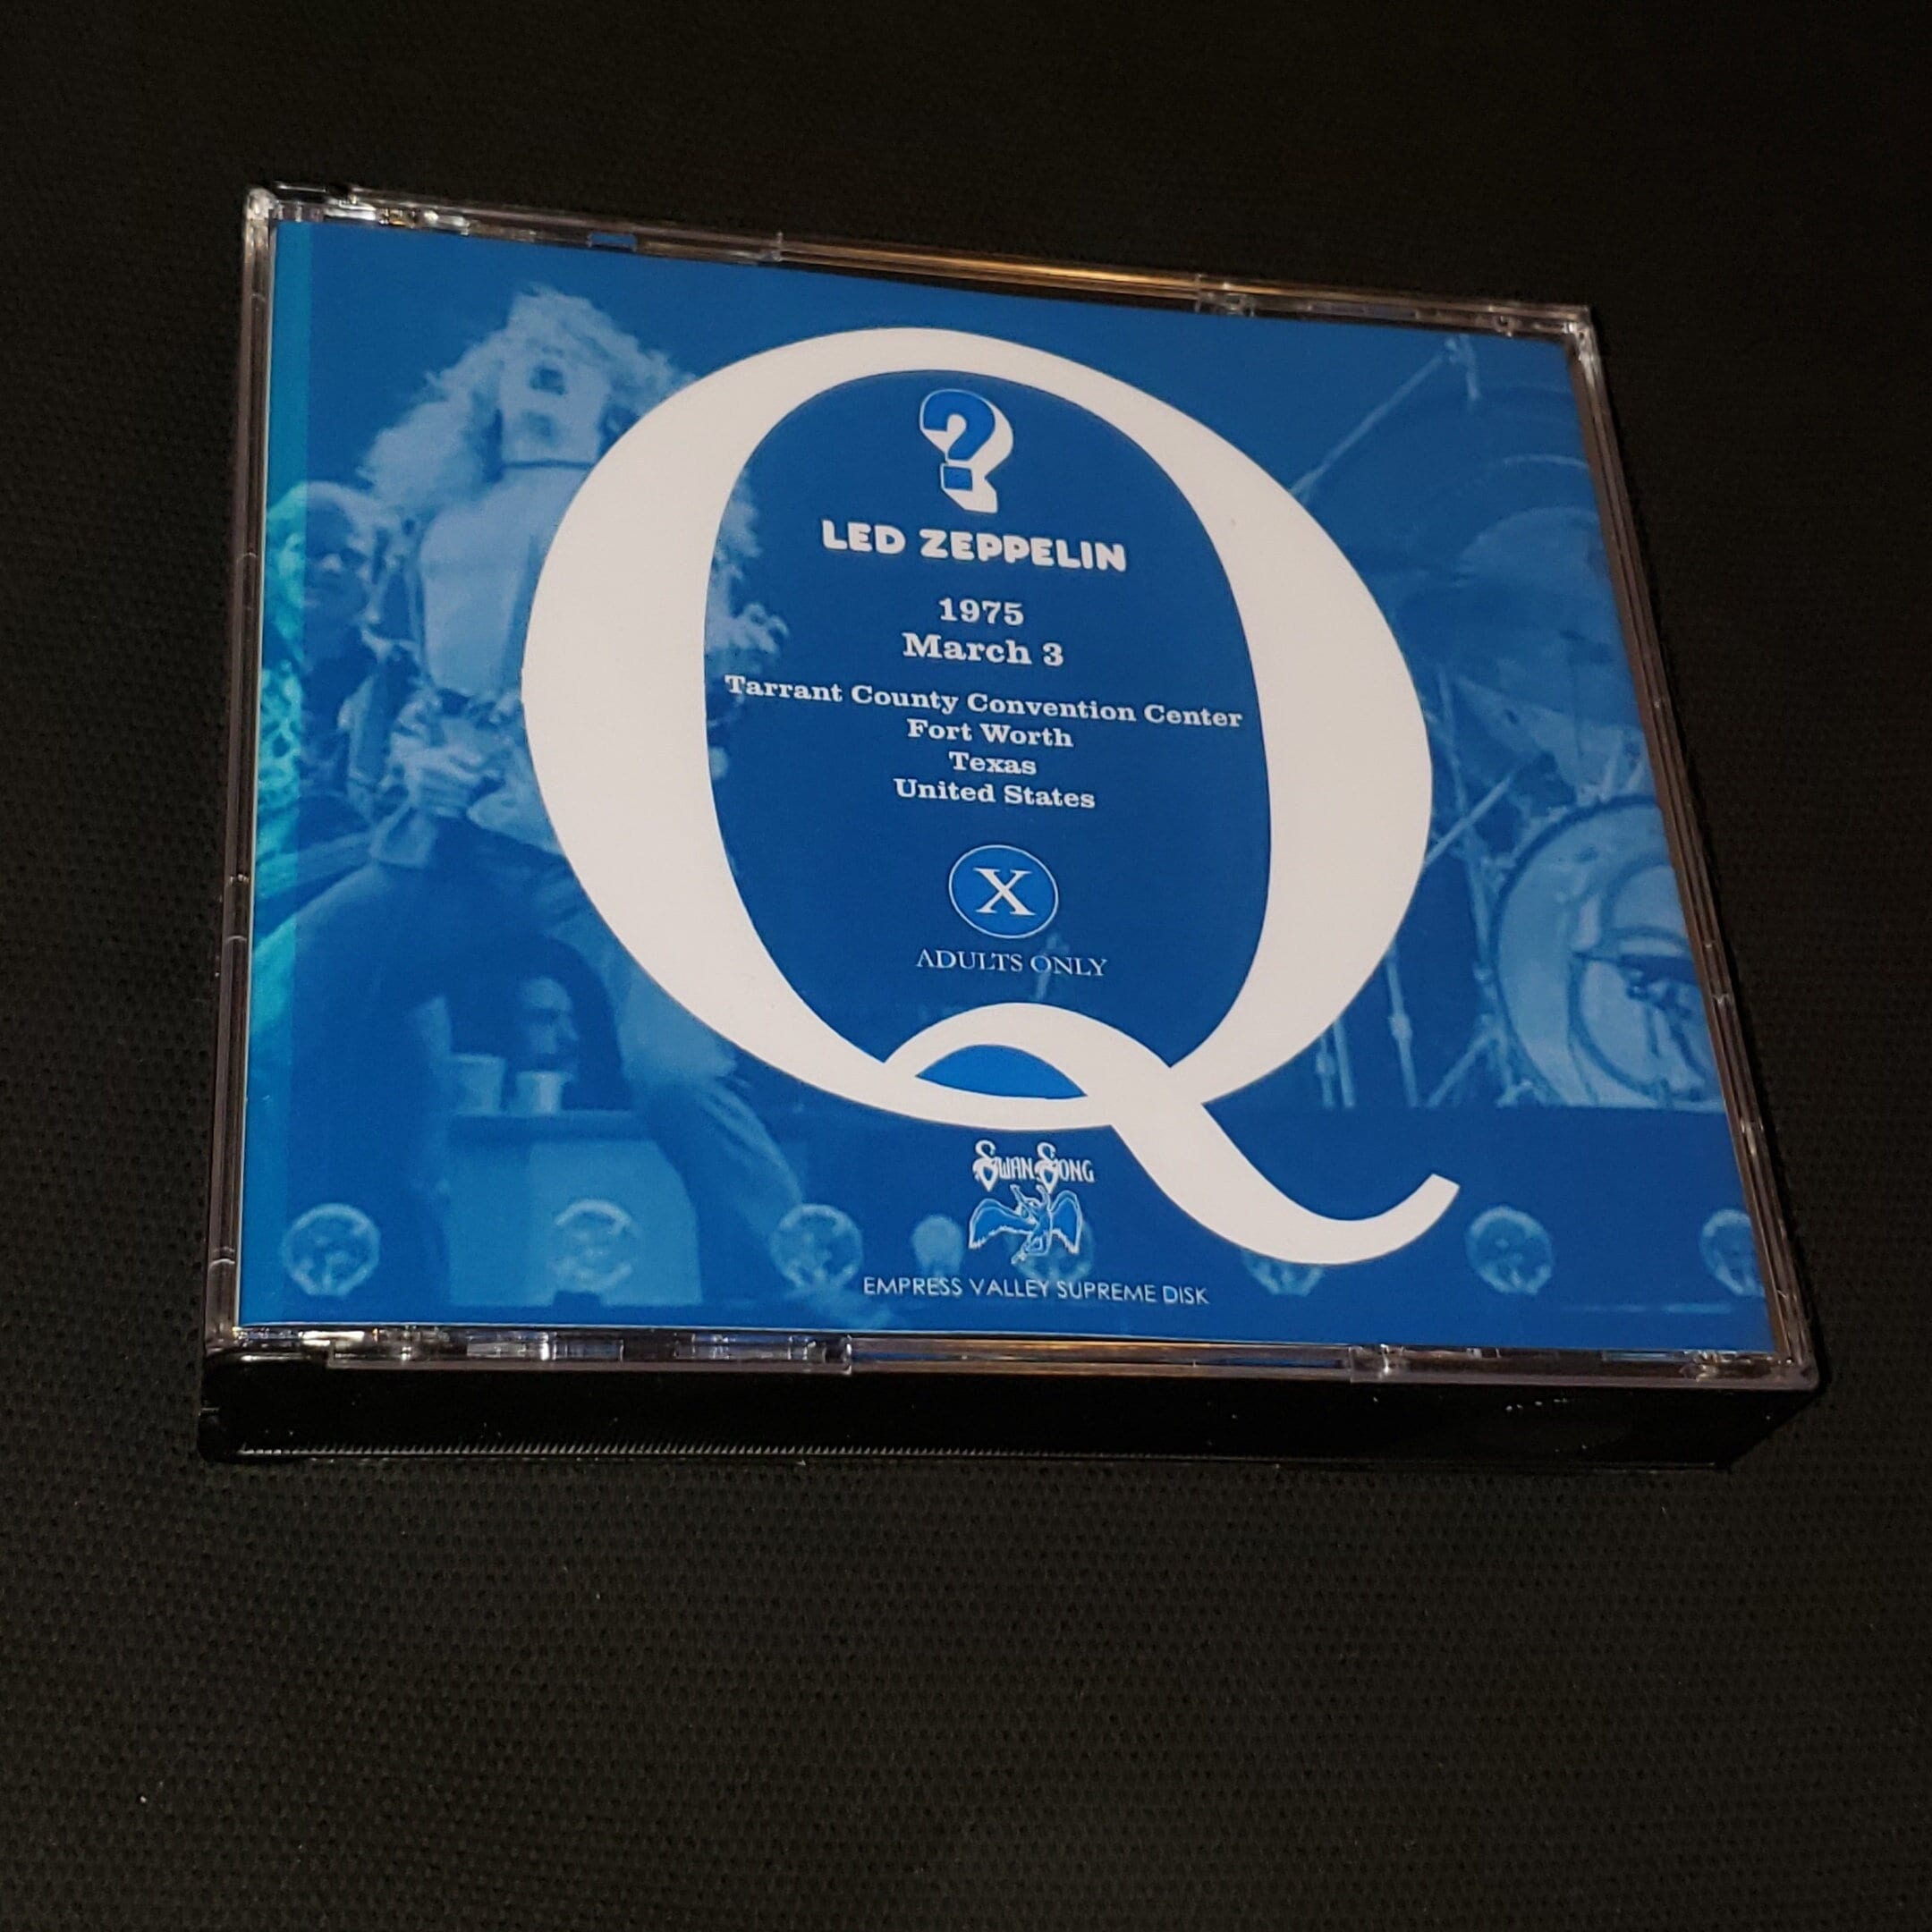 Q
?
LED ZEPPELIN
1975
March 3
Tarrant County Convention Center
Fort Worth
Texas
United States
X
ADULTS ONLY
SWAN SONG
EMPRESS VALLEY SUPREME DISK